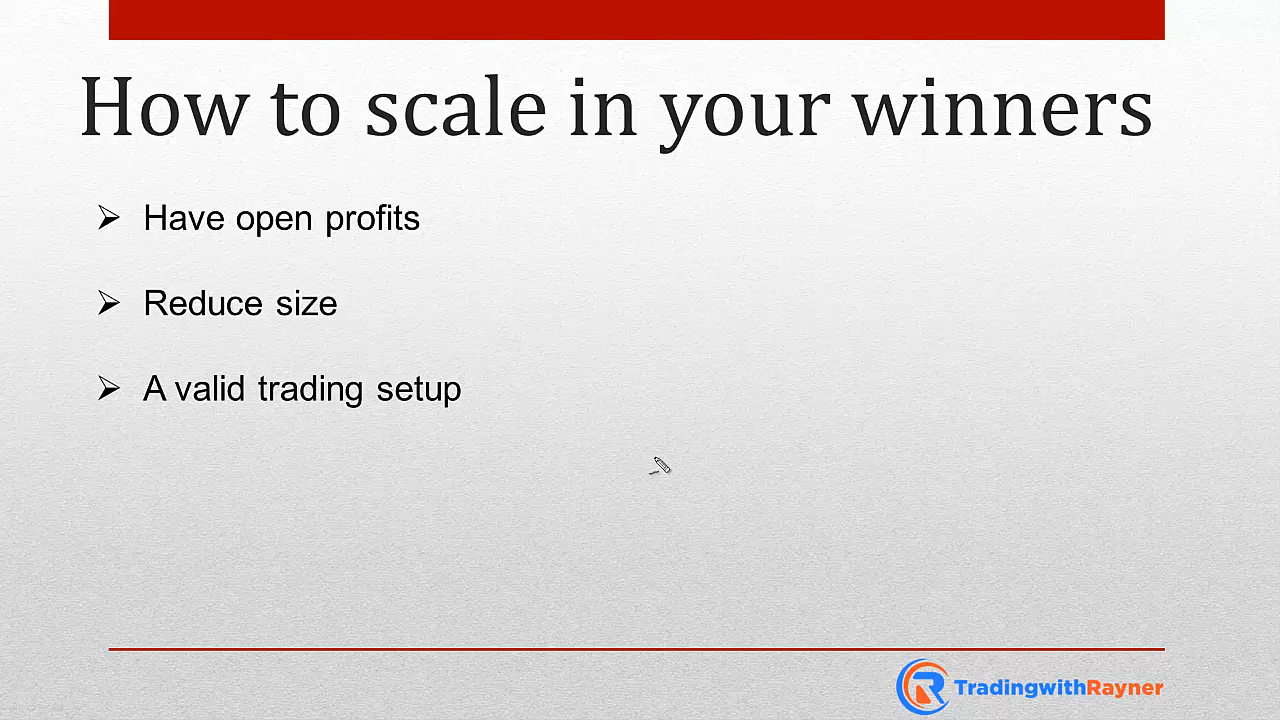 How to scale in your winners
➢ Have open profits
➢ Reduce size
➢ A valid trading setup
TradingwithRayner